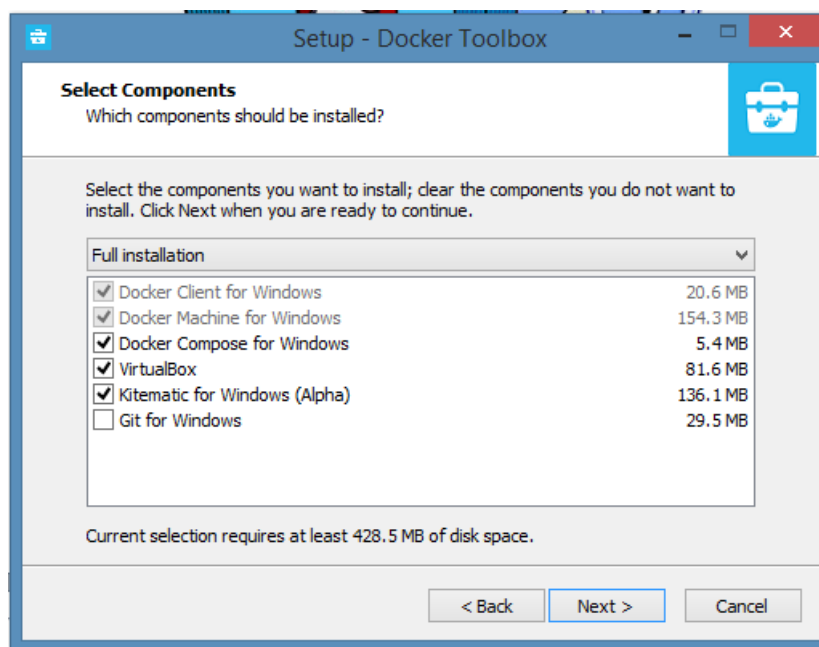 Setup - Docker Toolbox
Select Components
Which components should be installed?
Select the components you want to install; clear the components you do not want to
install. Click Next when you are ready to continue.
Full installation
Docker Client for Windows 20.6 MB
Docker Machine for Windows 154.3 MB
Docker Compose for Windows 5.4 MB
VirtualBox 81.6 MB
Kitematic for Windows (Alpha) 136.1 MB
Git for Windows 29.5 MB
Current selection requires at least 428.5 MB of disk space.
< Back Next > Cancel